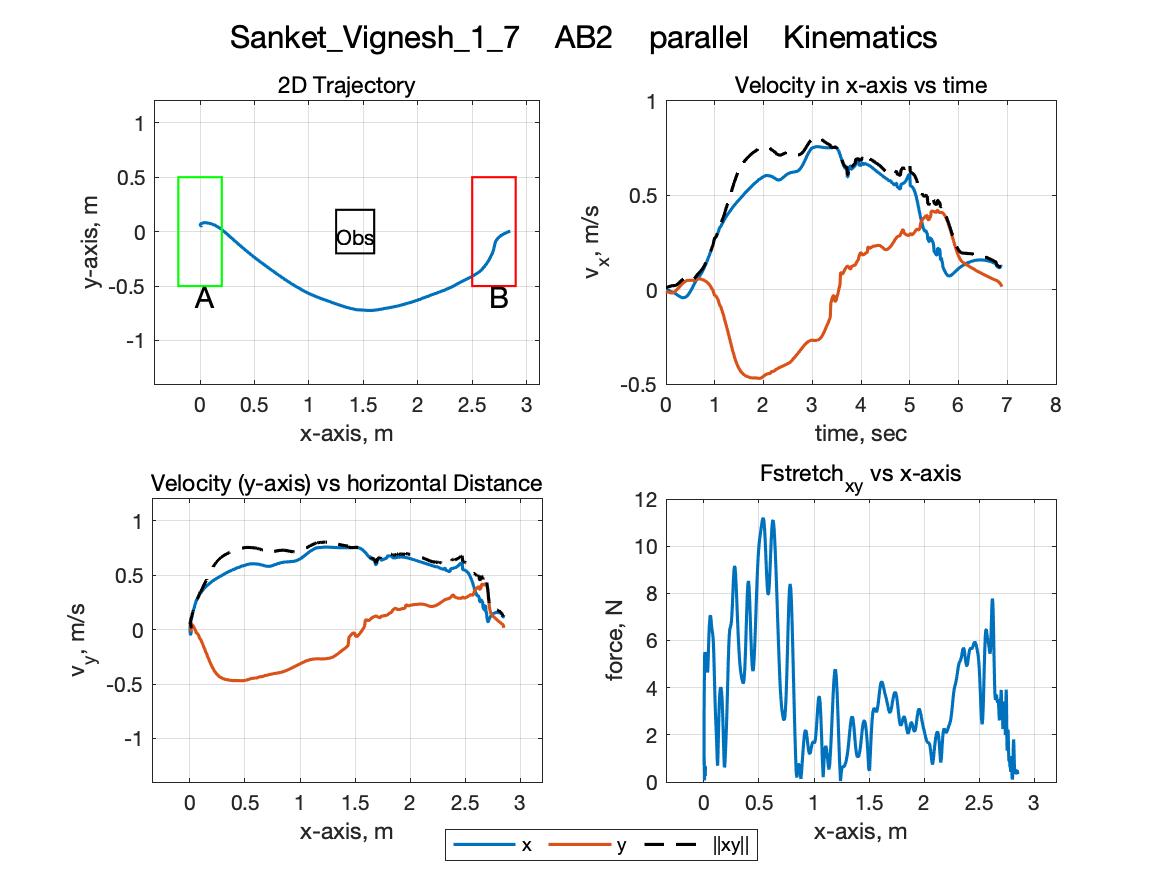 Sanket_Vignesh_1_7 AB2 parallel Kinematics
2D Trajectory
1
0.5
0
-0.5
-1
y-axis, m
Obs
A
B
0 0.5 1 1.5 2 2.5 3
x-axis, m
Velocity in x-axis vs time
1
0.5
0
-0.5
v_x, m/s
0 1 2 3 4 5 6 7 8
time, sec
Velocity (y-axis) vs horizontal Distance
1
0.5
0
-0.5
-1
v_y, m/s
0 0.5 1 1.5 2 2.5 3
x-axis, m
Fstretch_xy vs x-axis
12
10
8
6
4
2
0
force, N
0 0.5 1 1.5 2 2.5 3
x-axis, m
x y ||xy||